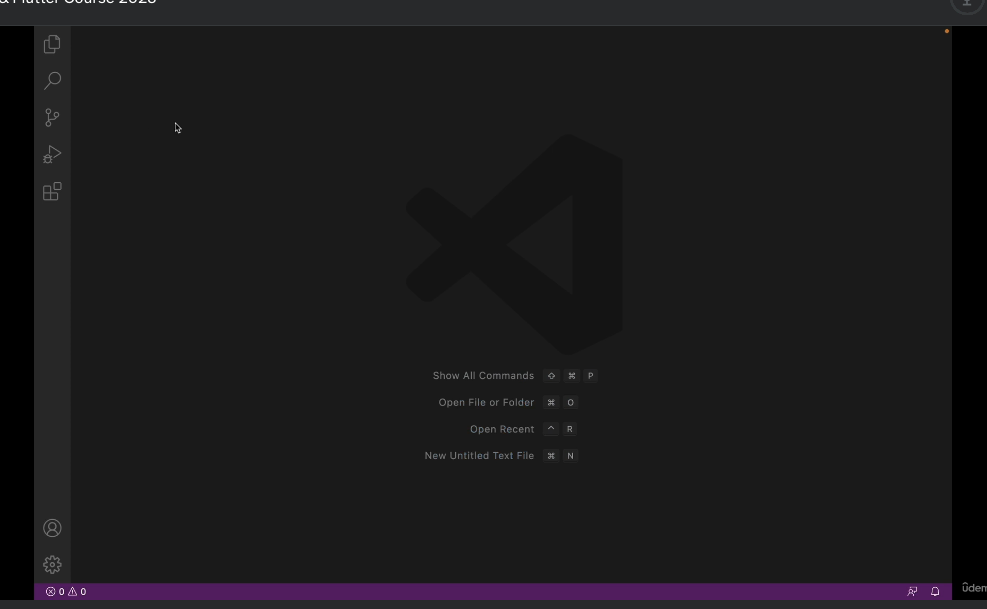 & Flutter Course 2023
Show All Commands ⇧ ⌘ P
Open File or Folder ⌘ O
Open Recent ^ R
New Untitled Text File ⌘ N
0 0
ûdem